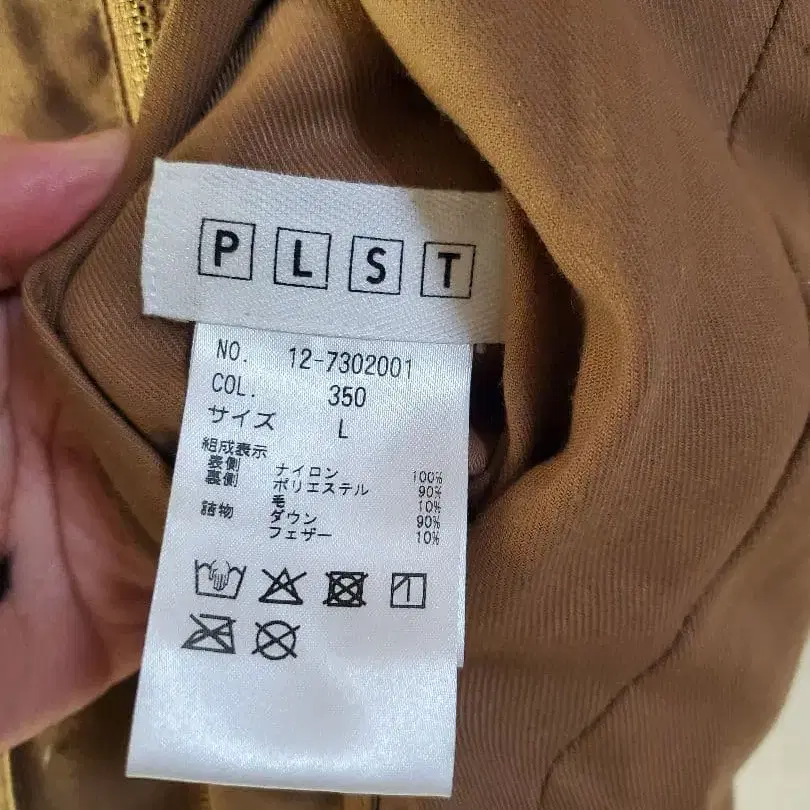 PLST
NO. 12-7302001
COL. 350
サイズ L
組成表示
表側 ナイロン 100%
裏側 ポリエステル 90%
毛 10%
詰物 ダウン 90%
フェザー 10%